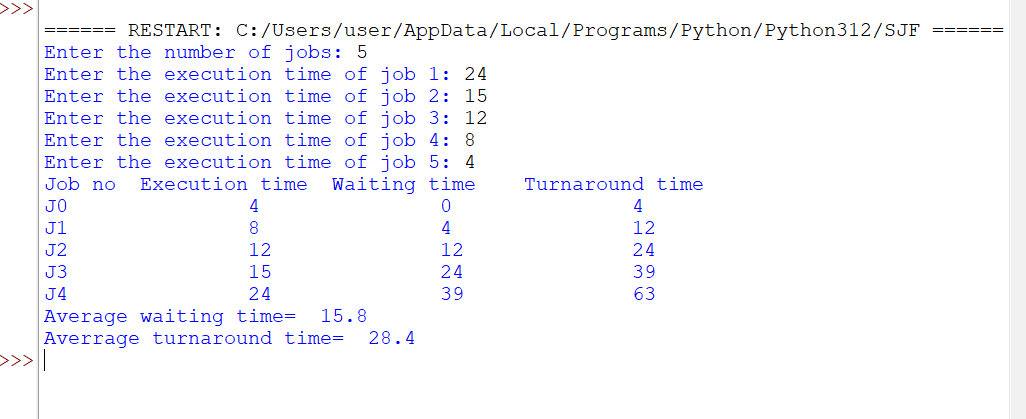 >>>
====== RESTART: C:/Users/user/AppData/Local/Programs/Python/Python312/SJF ======
Enter the number of jobs: 5
Enter the execution time of job 1: 24
Enter the execution time of job 2: 15
Enter the execution time of job 3: 12
Enter the execution time of job 4: 8
Enter the execution time of job 5: 4
Job no  Execution time  Waiting time    Turnaround time
J0               4               0               4
J1               8               4               12
J2               12              12              24
J3               15              24              39
J4               24              39              63
Average waiting time=  15.8
Averrage turnaround time=  28.4
>>>